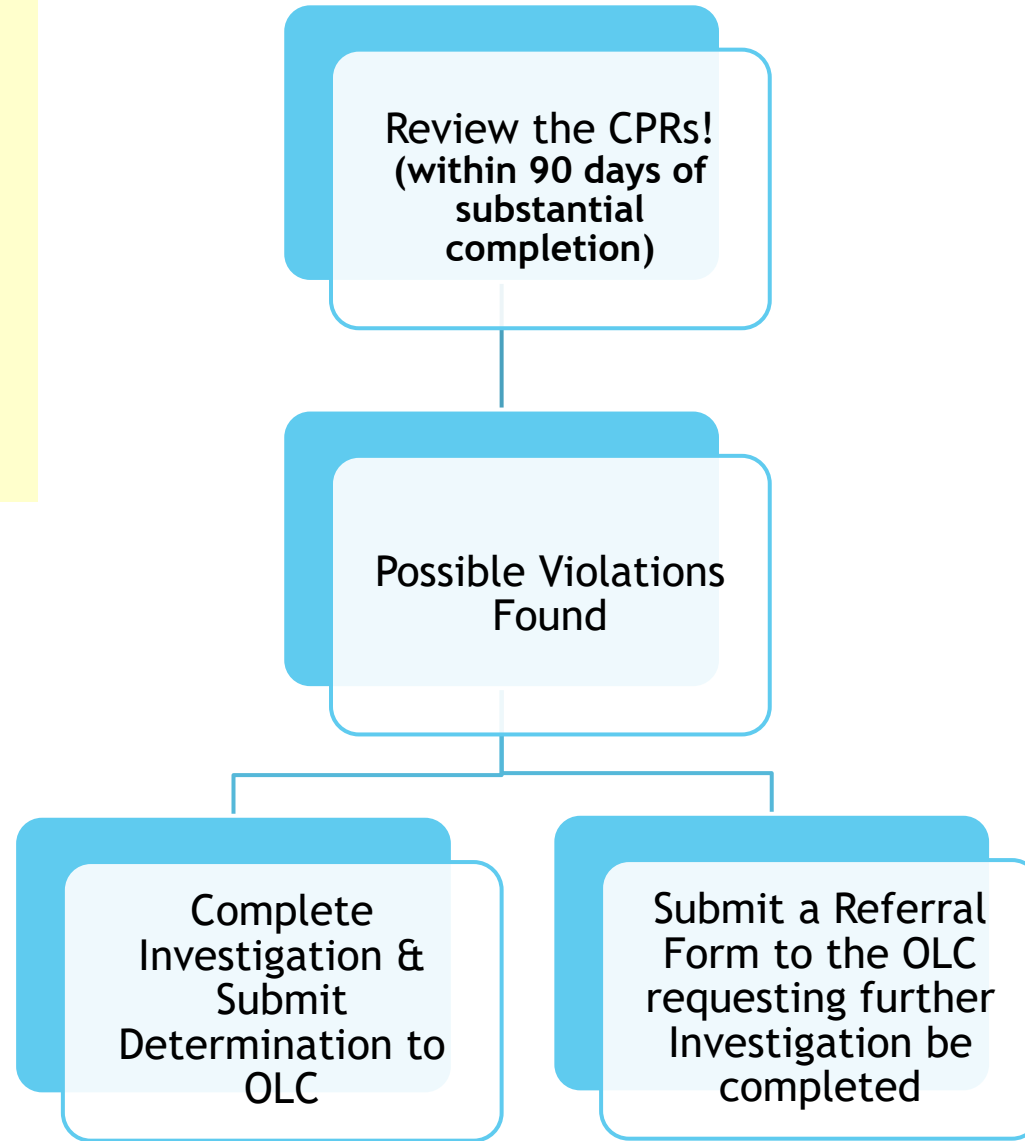 Review the CPRs!
(within 90 days of
substantial
completion)
Possible Violations
Found
Complete
Investigation &
Submit
Determination to
OLC
Submit a Referral
Form to the OLC
requesting further
Investigation be
completed